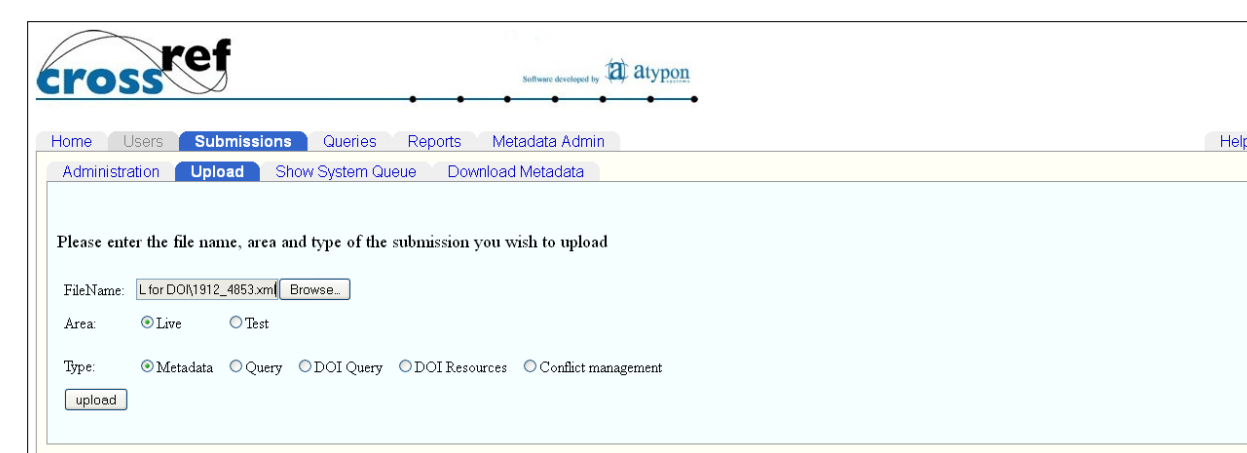 crossref
Software developed by atypon SYSTEMS
Home Users Submissions Queries Reports Metadata Admin Help
Administration Upload Show System Queue Download Metadata
Please enter the file name, area and type of the submission you wish to upload
FileName: L for DOI\1912_4853.xml Browse...
Area: Live Test
Type: Metadata Query DOI Query DOI Resources Conflict management
upload